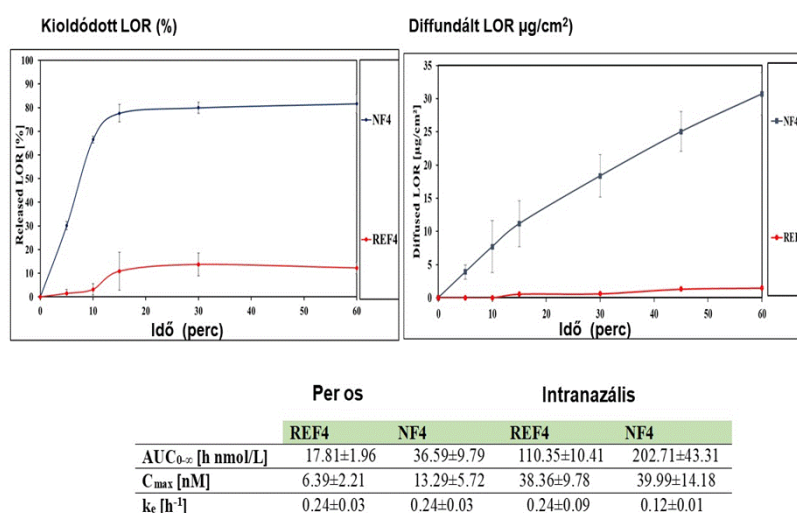 Kioldódott LOR (%)
Released LOR [%]
100
90
80
70
60
50
40
30
20
10
0
0 10 20 30 40 50 60
Idő (perc)
NF4
REF4
Diffundált LOR µg/cm²)
Diffused LOR [µg/cm²]
35
30
25
20
15
10
5
0
0 20 40 60
Idő (perc)
NF4
REF
Per os Intranazális
REF4 NF4 REF4 NF4
AUC₀₋∞ [h nmol/L] 17.81±1.96 36.59±9.79 110.35±10.41 202.71±43.31
Cmax [nM] 6.39±2.21 13.29±5.72 38.36±9.78 39.99±14.18
ke [h⁻¹] 0.24±0.03 0.24±0.03 0.24±0.09 0.12±0.01